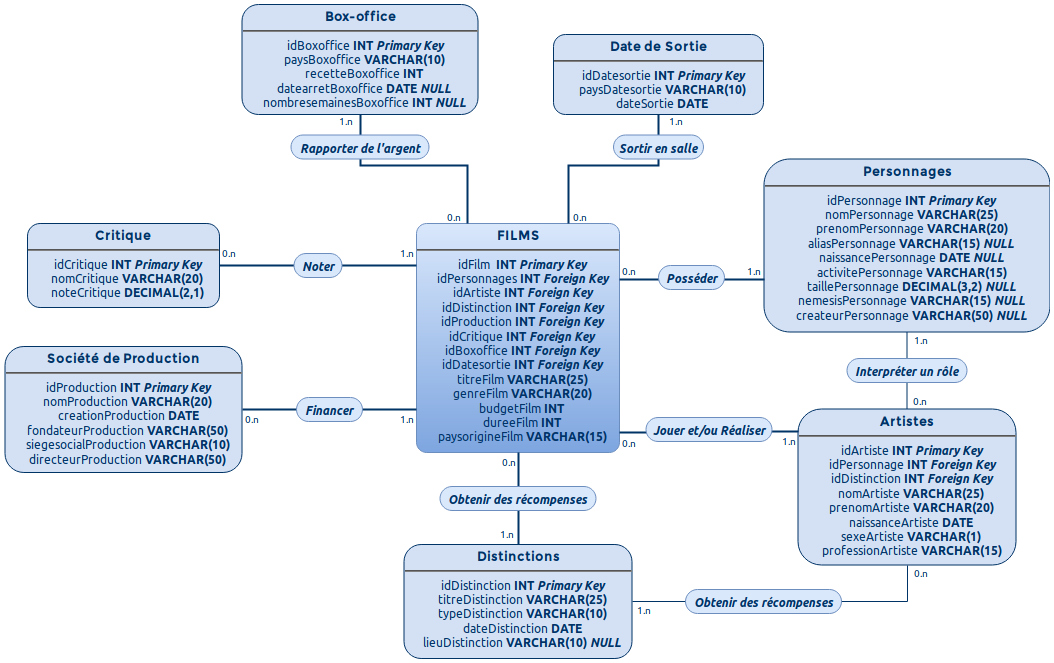 Box-office
idBoxoffice INT Primary Key
paysBoxoffice VARCHAR(10)
recetteBoxoffice INT
datearretBoxoffice DATE NULL
nombresemainesBoxoffice INT NULL
1.n
Rapporter de l'argent
0.n
Date de Sortie
idDatesortie INT Primary Key
paysDatesortie VARCHAR(10)
dateSortie DATE
1.n
Sortir en salle
0.n
Personnages
idPersonnage INT Primary Key
nomPersonnage VARCHAR(25)
prenomPersonnage VARCHAR(20)
aliasPersonnage VARCHAR(15) NULL
naissancePersonnage DATE NULL
activitePersonnage VARCHAR(15)
taillePersonnage DECIMAL(3,2) NULL
nemesisPersonnage VARCHAR(15) NULL
createurPersonnage VARCHAR(50) NULL
Critique
idCritique INT Primary Key
nomCritique VARCHAR(20)
noteCritique DECIMAL(2,1)
0.n
Noter
1.n
FILMS
idFilm INT Primary Key
idPersonnages INT Foreign Key
idArtiste INT Foreign Key
idDistinction INT Foreign Key
idProduction INT Foreign Key
idCritique INT Foreign Key
idBoxoffice INT Foreign Key
idDatesortie INT Foreign Key
titreFilm VARCHAR(25)
genreFilm VARCHAR(20)
budgetFilm INT
dureeFilm INT
paysorigineFilm VARCHAR(15)
0.n
Posséder
1.n
Société de Production
idProduction INT Primary Key
nomProduction VARCHAR(20)
creationProduction DATE
fondateurProduction VARCHAR(50)
siegesocialProduction VARCHAR(10)
directeurProduction VARCHAR(50)
0.n
Financer
1.n
1.n
Interpréter un rôle
0.n
0.n
Jouer et/ou Réaliser
1.n
Artistes
idArtiste INT Primary Key
idPersonnage INT Foreign Key
idDistinction INT Foreign Key
nomArtiste VARCHAR(25)
prenomArtiste VARCHAR(20)
naissanceArtiste DATE
sexeArtiste VARCHAR(1)
professionArtiste VARCHAR(15)
0.n
Obtenir des récompenses
1.n
Distinctions
idDistinction INT Primary Key
titreDistinction VARCHAR(25)
typeDistinction VARCHAR(10)
dateDistinction DATE
lieuDistinction VARCHAR(10) NULL
1.n
Obtenir des récompenses
0.n